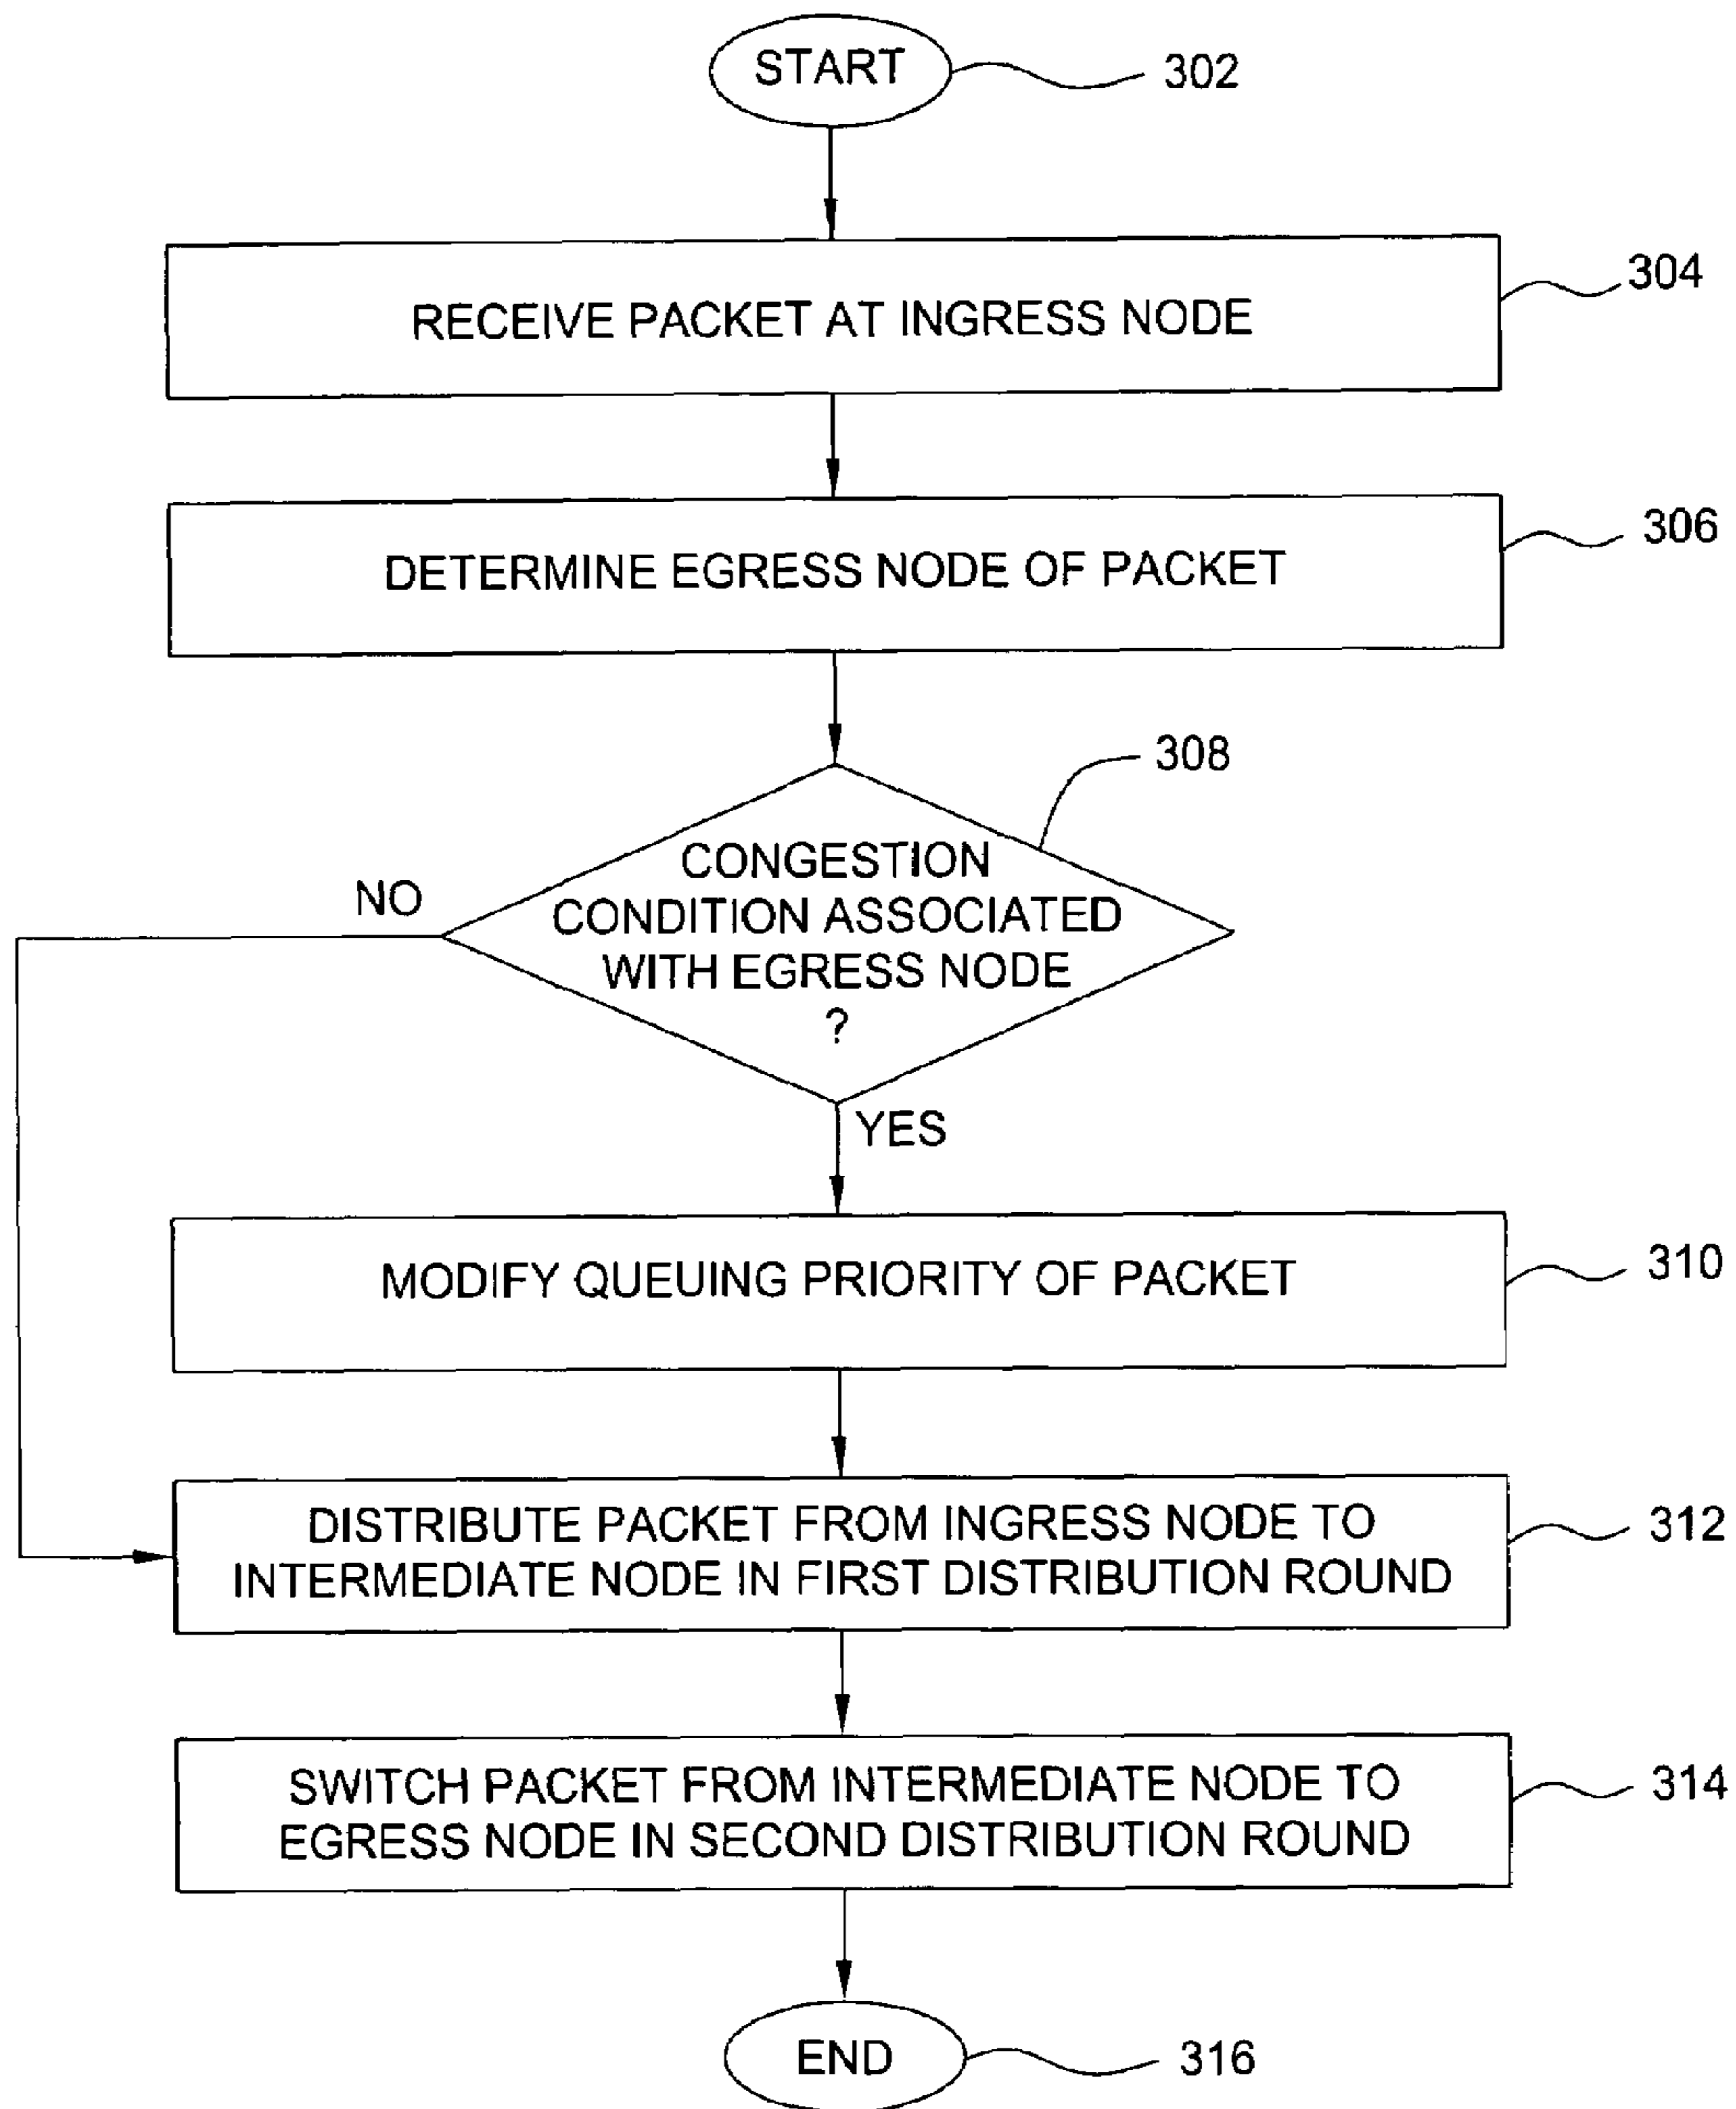 START
302
304
RECEIVE PACKET AT INGRESS NODE
306
DETERMINE EGRESS NODE OF PACKET
308
CONGESTION
CONDITION ASSOCIATED
WITH EGRESS NODE
?
NO
YES
310
MODIFY QUEUING PRIORITY OF PACKET
312
DISTRIBUTE PACKET FROM INGRESS NODE TO
INTERMEDIATE NODE IN FIRST DISTRIBUTION ROUND
314
SWITCH PACKET FROM INTERMEDIATE NODE TO
EGRESS NODE IN SECOND DISTRIBUTION ROUND
END
316